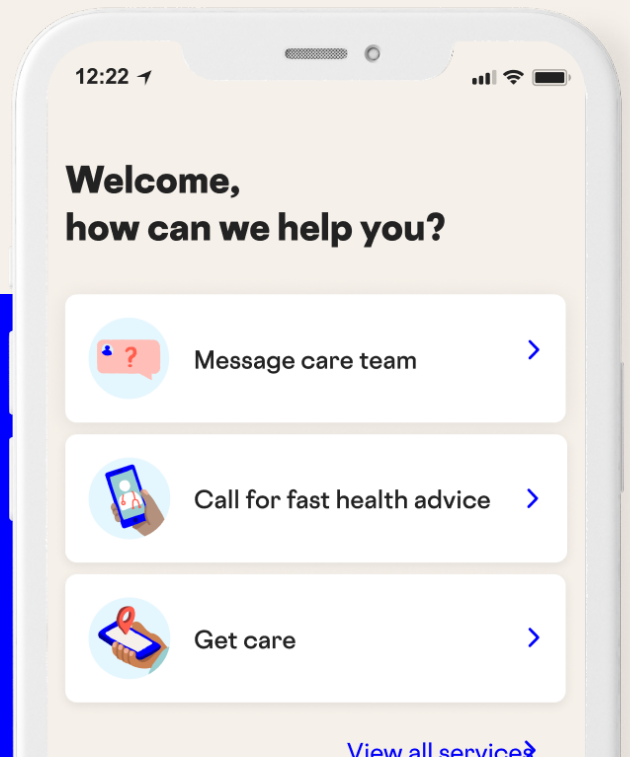 12:22
Welcome,
how can we help you?
?
Message care team
Call for fast health advice
Get care
View all services